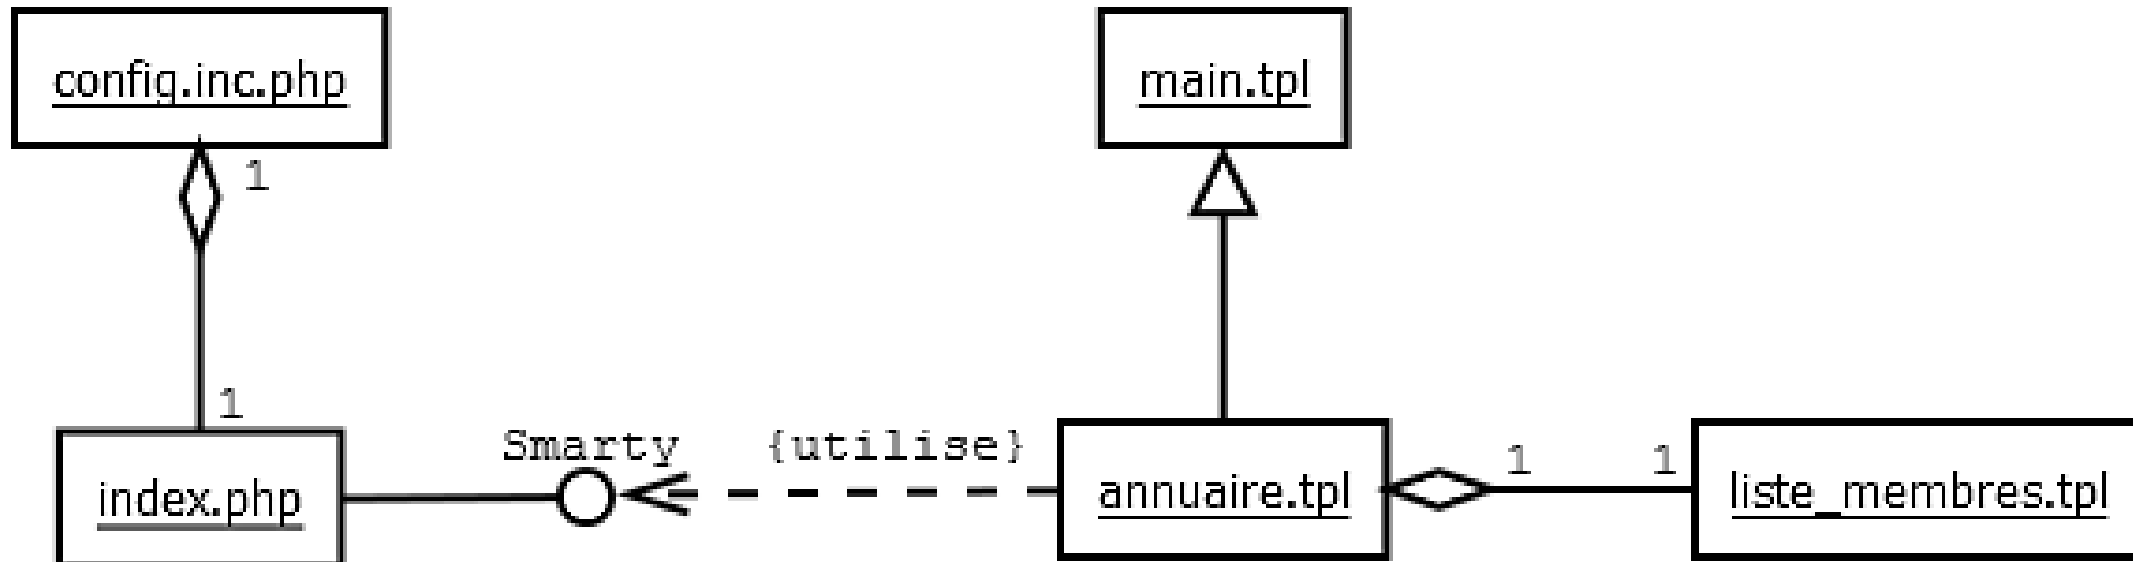 config.inc.php
main.tpl
1
1
Smarty
{utilise}
1
1
index.php
annuaire.tpl
liste_membres.tpl